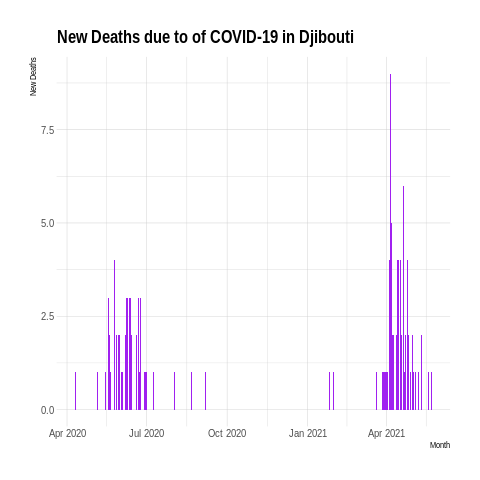 New Deaths due to of COVID-19 in Djibouti
New Deaths
7.5
5.0
2.5
0.0
Apr 2020 Jul 2020 Oct 2020 Jan 2021 Apr 2021
Month